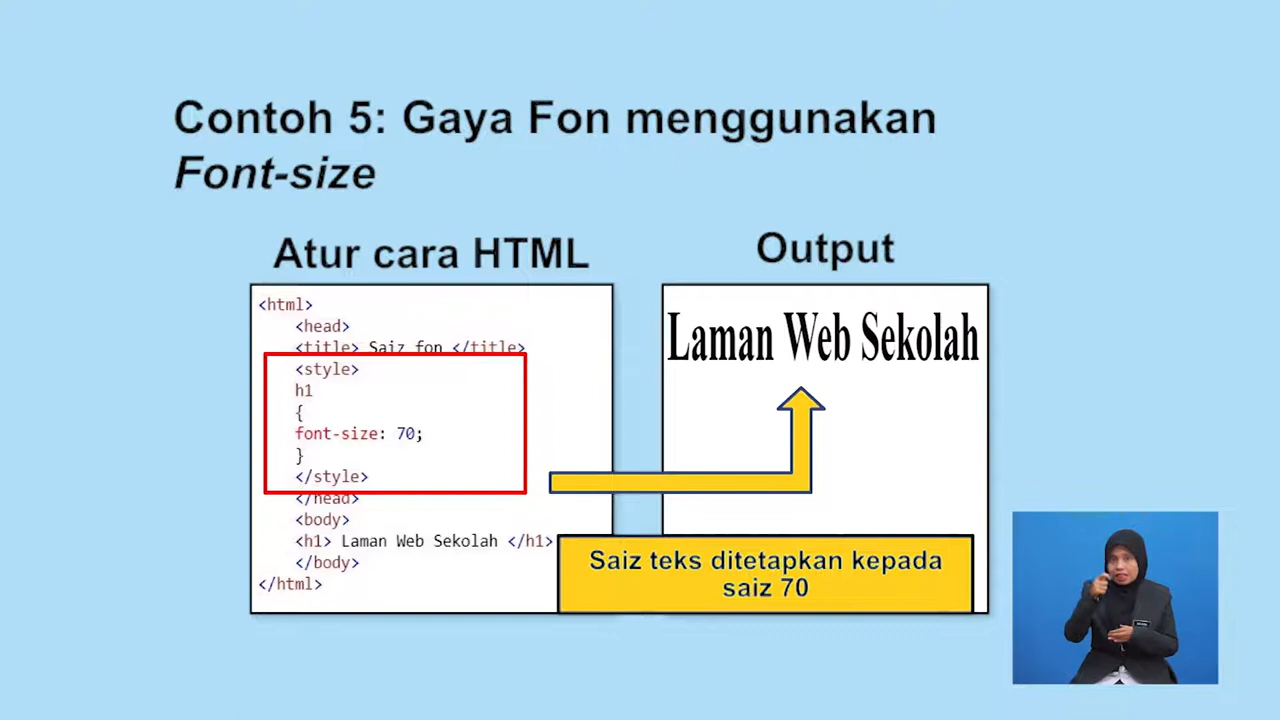 Contoh 5: Gaya Fon menggunakan
Font-size
Atur cara HTML
Output
<html>
<head>
<title> Saiz fon </title>
<style>
h1
{
font-size: 70;
}
</style>
</head>
<body>
<h1> Laman Web Sekolah </h1>
</body>
</html>
Laman Web Sekolah
Saiz teks ditetapkan kepada
saiz 70